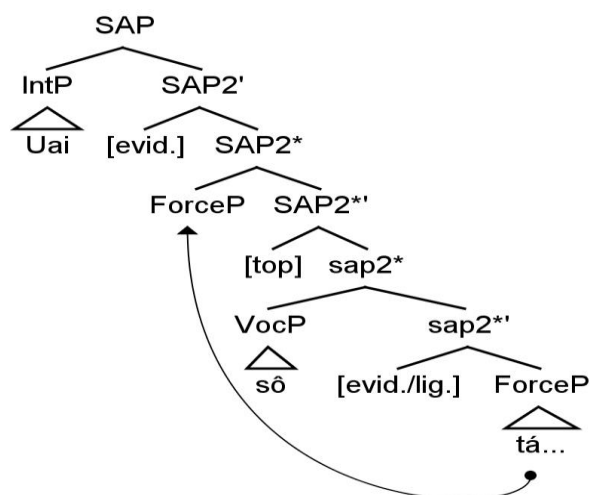 SAP
IntP SAP2'
Uai [evid.] SAP2*
ForceP SAP2*'
[top] sap2*
VocP sap2*'
sô [evid./lig.] ForceP
tá...